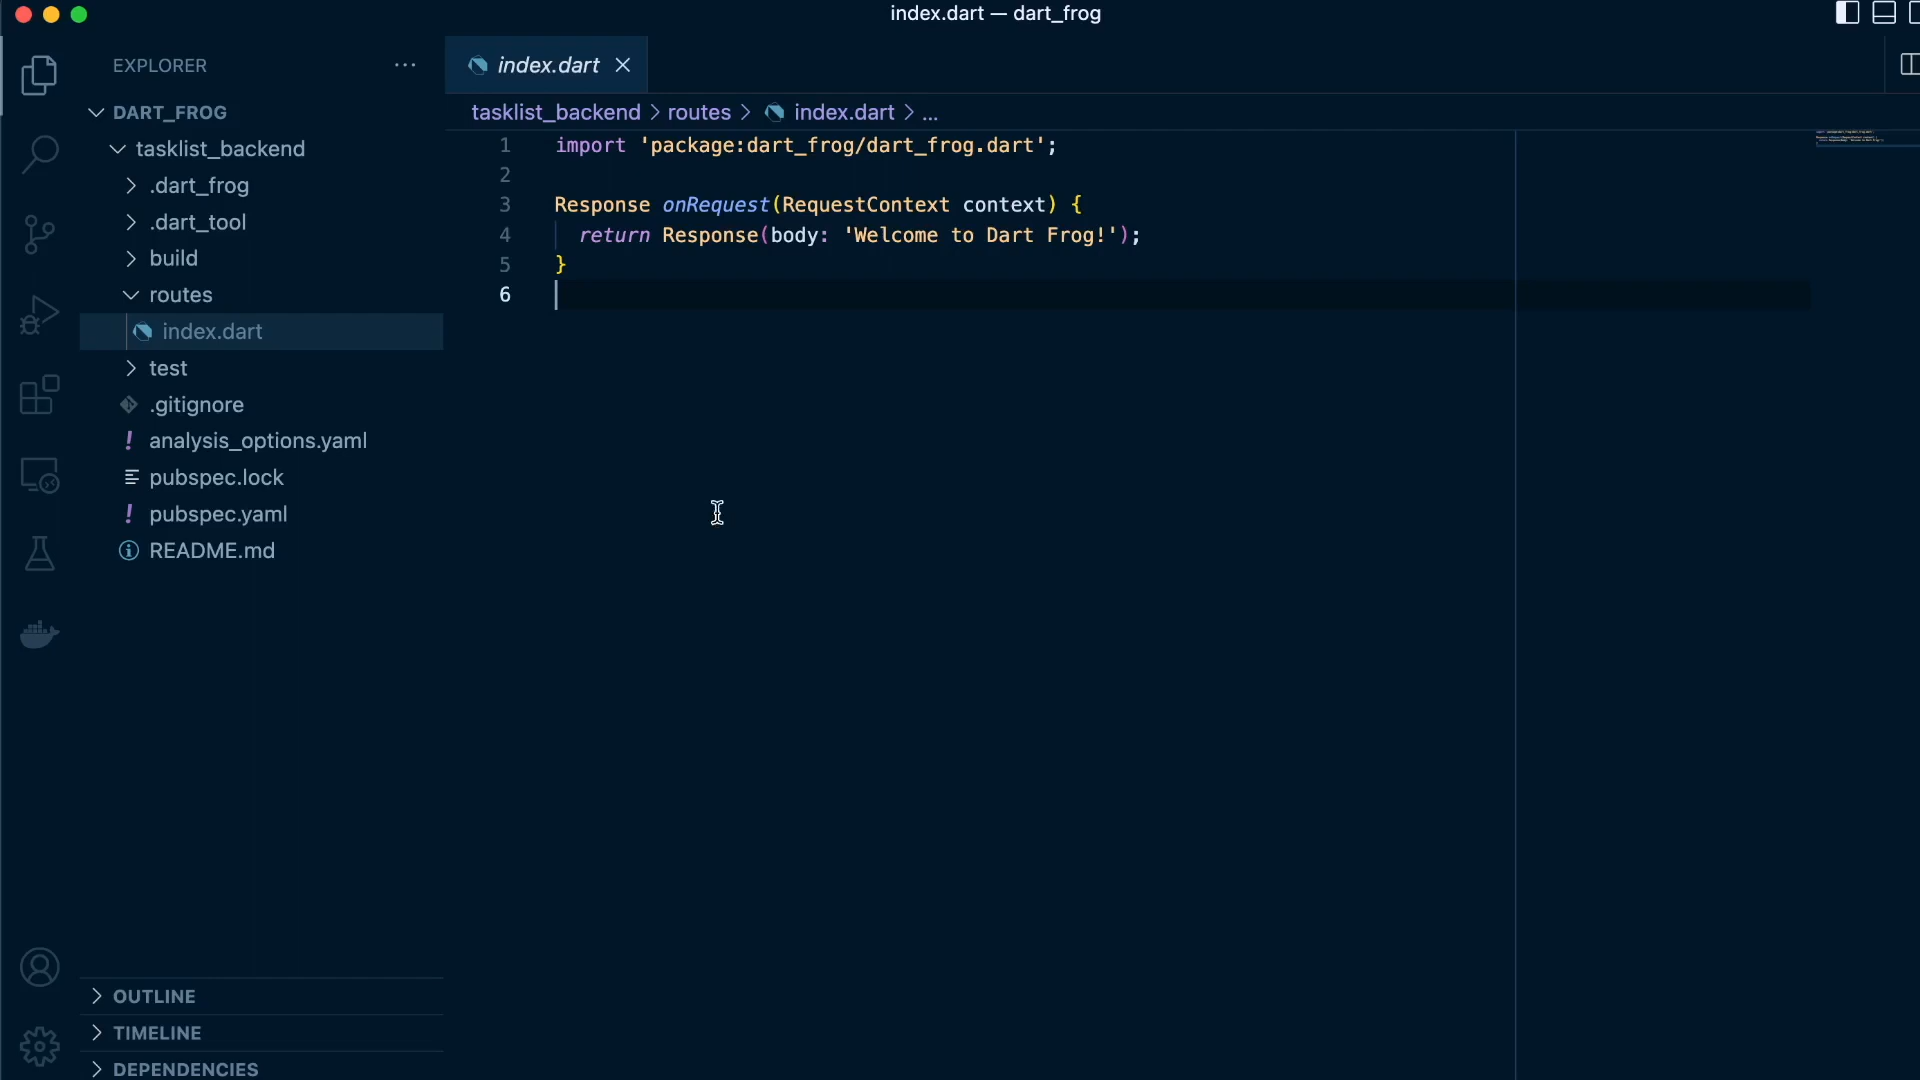 index.dart — dart_frog
EXPLORER
DART_FROG
tasklist_backend
.dart_frog
.dart_tool
build
routes
index.dart
test
.gitignore
analysis_options.yaml
pubspec.lock
pubspec.yaml
README.md
OUTLINE
TIMELINE
DEPENDENCIES
index.dart
tasklist_backend > routes > index.dart > ...
1 import 'package:dart_frog/dart_frog.dart';
2
3 Response onRequest(RequestContext context) {
4 return Response(body: 'Welcome to Dart Frog!');
5 }
6